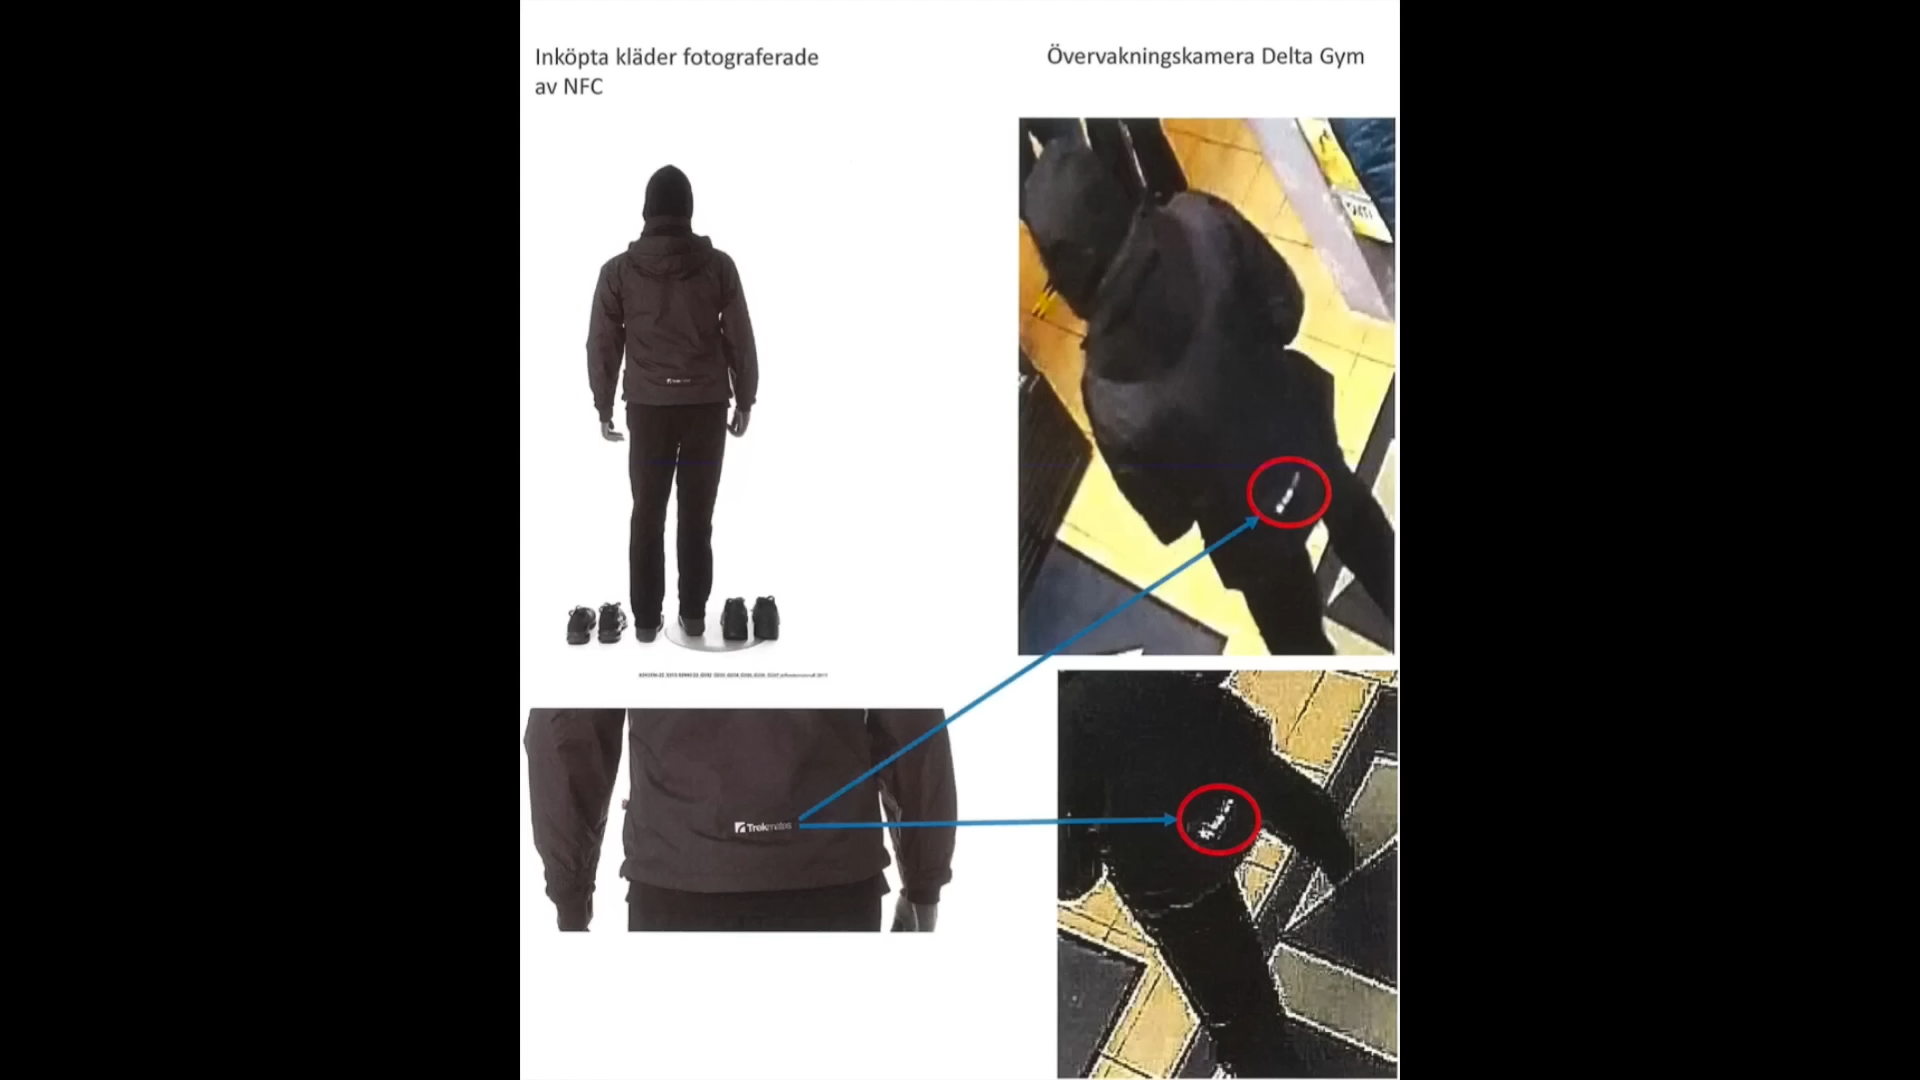 Inköpta kläder fotograferade
av NFC
Övervakningskamera Delta Gym
Trekmates